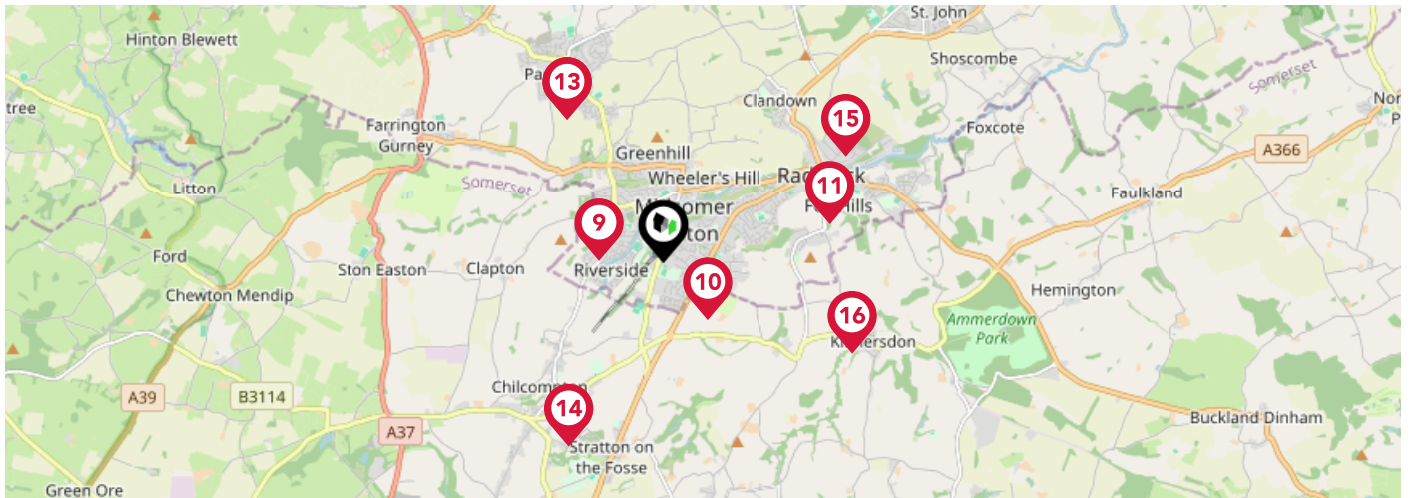 St. John
Hinton Blewett
Shoscombe
13
Clandown
tree
15
Farrington
Gurney
Foxcote
Somerset
A366
Greenhill
Wheeler's Hill
Litton
Somerset
11
Faulkland
9
Riverside
Ford
Ston Easton
Clapton
10
Chewton Mendip
Hemington
16
Ammerdown
Park
Chilcompton
A39
B3114
14
A37
Buckland Dinham
Stratton on
the Fosse
Green Ore